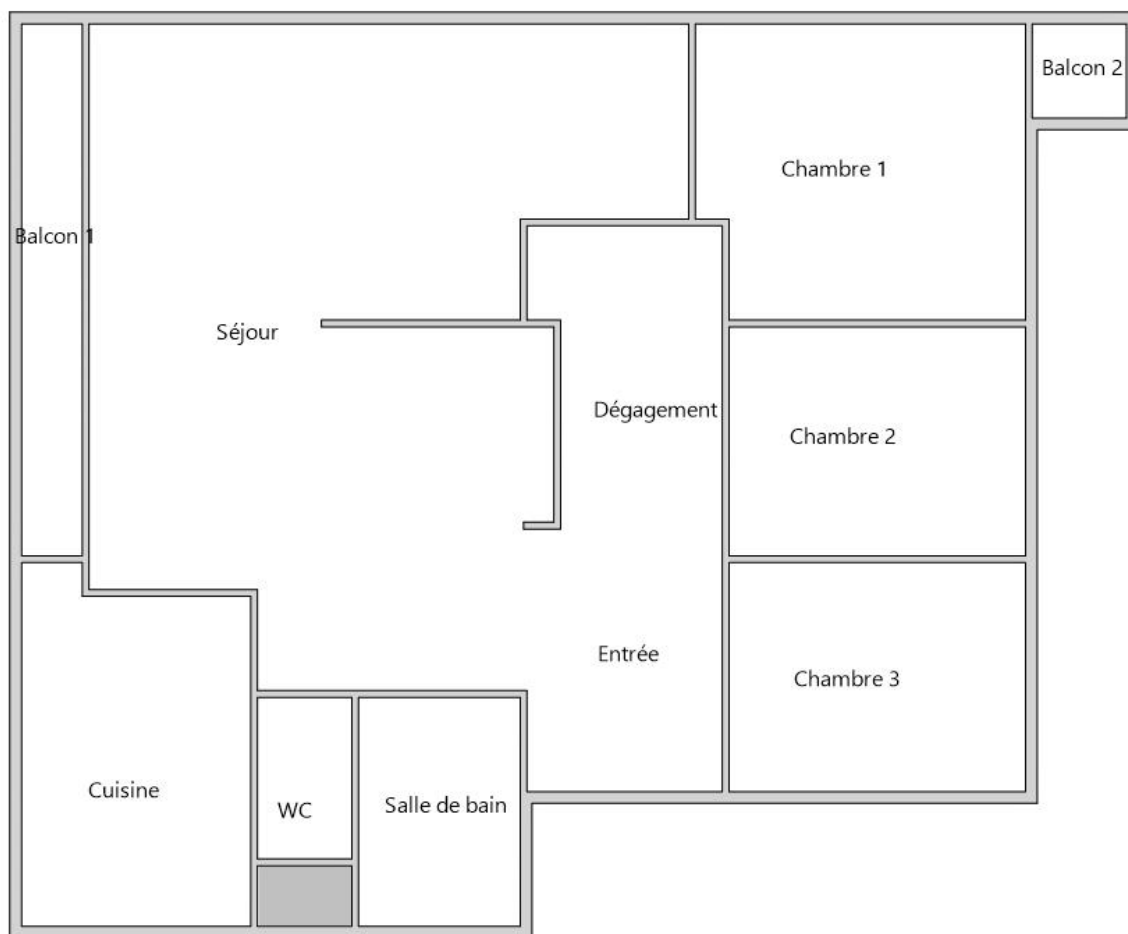 Balcon 2
Chambre 1
Balcon 1
Séjour
Dégagement
Chambre 2
Entrée
Chambre 3
Cuisine
WC
Salle de bain